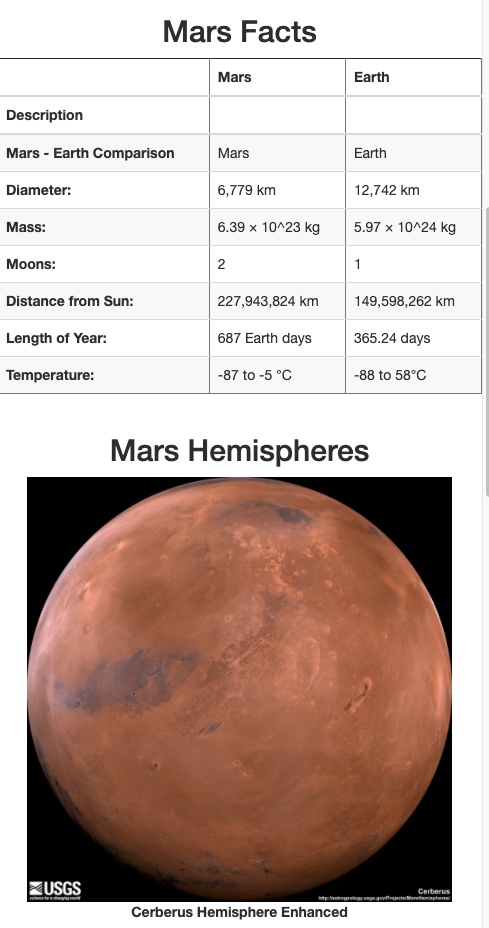 Mars Facts
Mars Earth
Description
Mars - Earth Comparison Mars Earth
Diameter: 6,779 km 12,742 km
Mass: 6.39 × 10^23 kg 5.97 × 10^24 kg
Moons: 2 1
Distance from Sun: 227,943,824 km 149,598,262 km
Length of Year: 687 Earth days 365.24 days
Temperature: -87 to -5 °C -88 to 58°C
Mars Hemispheres
USGS
science for a changing world
Cerberus
http://astrogeology.usgs.gov/Projects/MarsHemispheres/
Cerberus Hemisphere Enhanced